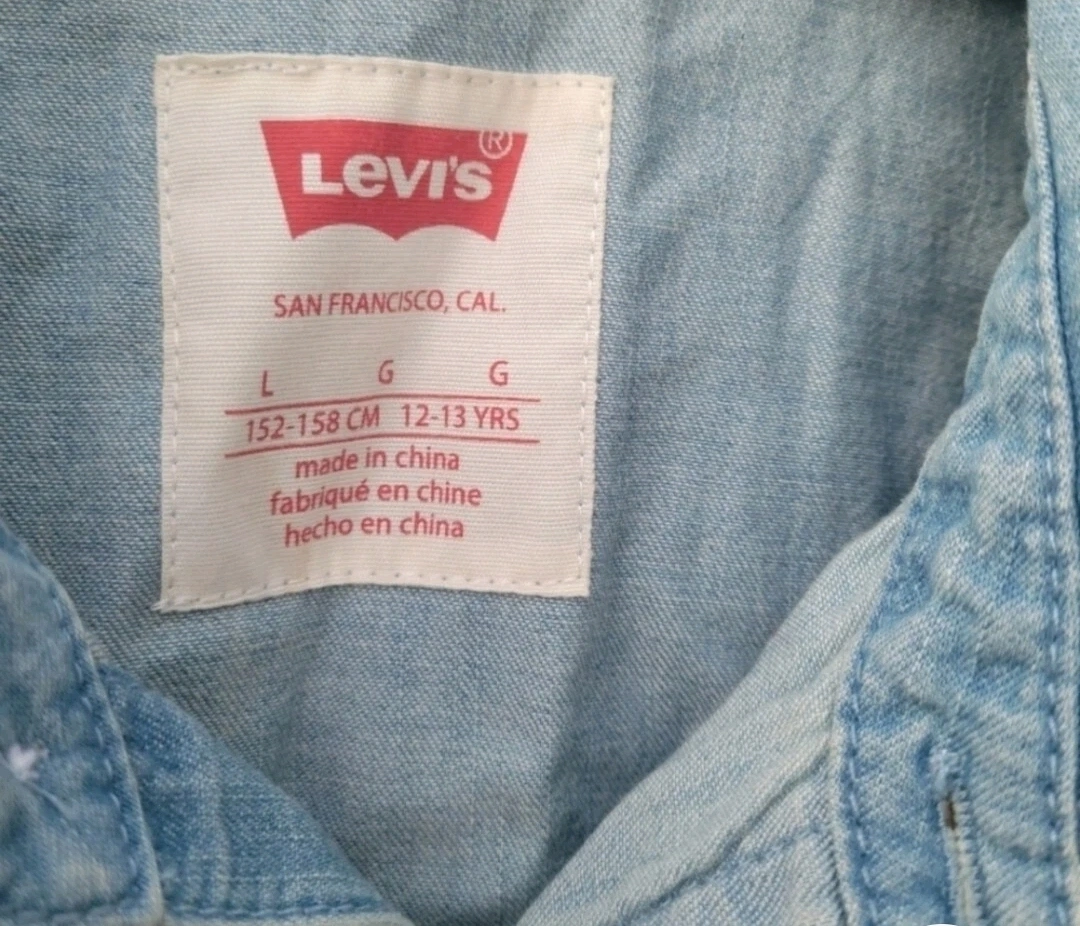 Levi's®
SAN FRANCISCO, CAL.
L G G
152-158 CM 12-13 YRS
made in china
fabriqué en chine
hecho en china